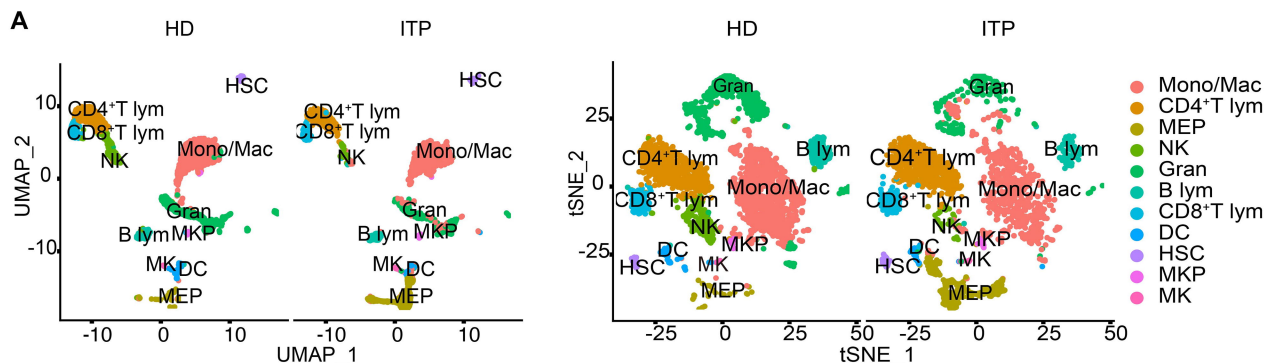 A
HD
ITP
HD
ITP
UMAP_2
10
0
-10
HSC
CD4⁺T lym
CD8⁺T lym
NK
Mono/Mac
Gran
B lym
MKP
MK
DC
MEP
HSC
CD4⁺T lym
CD8⁺T lym
NK
Mono/Mac
Gran
B lym
MKP
MK
DC
MEP
-10
0
10
-10
0
10
UMAP_1
tSNE_2
25
0
-25
Gran
B lym
CD4⁺T lym
Mono/Mac
CD8⁺T lym
NK
MKP
DC
HSC
MK
MEP
Gran
B lym
CD4⁺T lym
Mono/Mac
CD8⁺T lym
NK
MKP
DC
HSC
MK
MEP
-25
0
25
50
-25
0
25
50
tSNE_1
Mono/Mac
CD4⁺T lym
MEP
NK
Gran
B lym
CD8⁺T lym
DC
HSC
MKP
MK